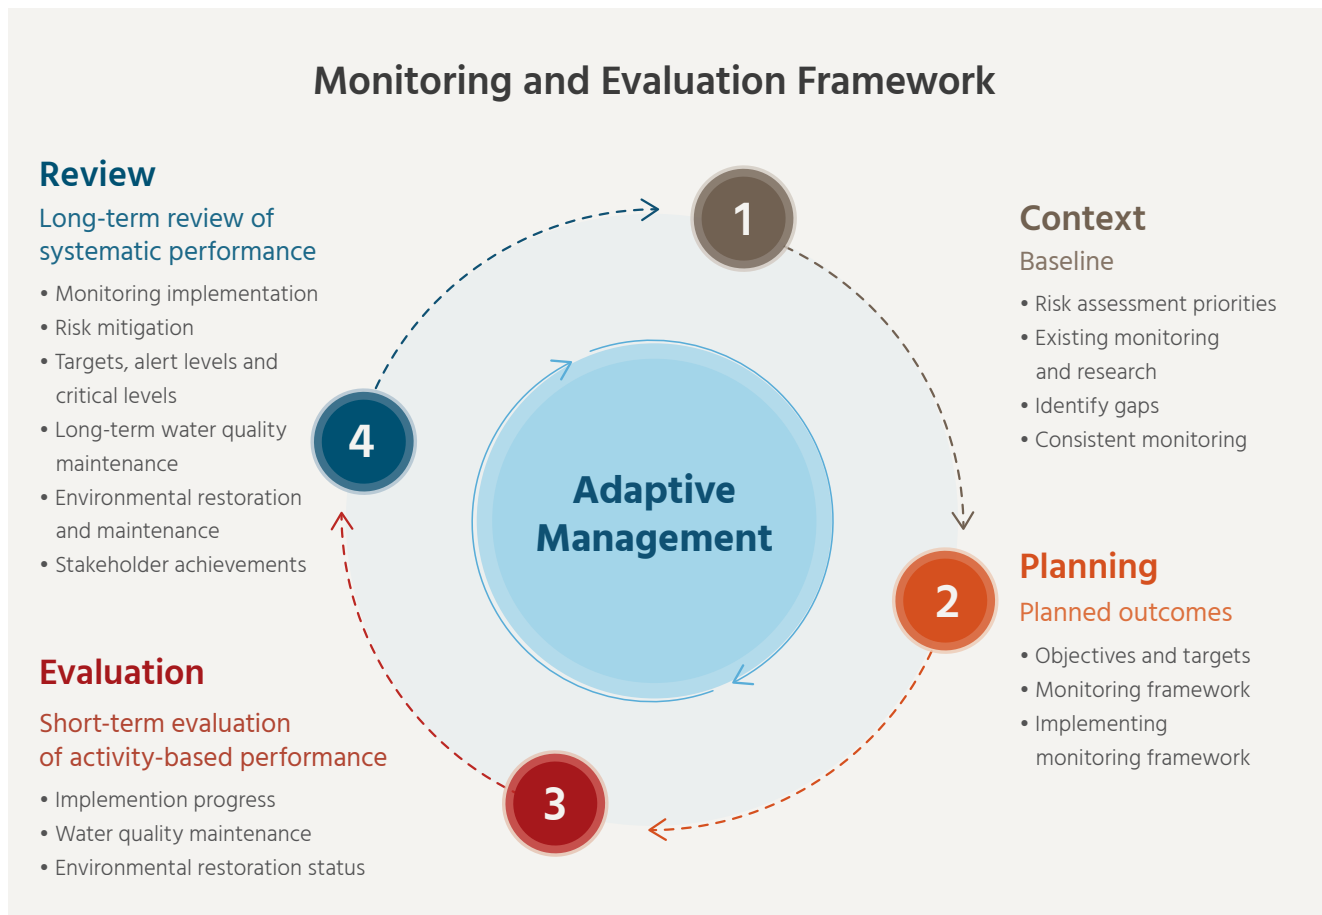 Monitoring and Evaluation Framework
Review
Long-term review of
systematic performance
• Monitoring implementation
• Risk mitigation
• Targets, alert levels and
critical levels
• Long-term water quality
maintenance
• Environmental restoration
and maintenance
• Stakeholder achievements
Evaluation
Short-term evaluation
of activity-based performance
• Implemention progress
• Water quality maintenance
• Environmental restoration status
1
4
Adaptive
Management
2
3
Context
Baseline
• Risk assessment priorities
• Existing monitoring
and research
• Identify gaps
• Consistent monitoring
Planning
Planned outcomes
• Objectives and targets
• Monitoring framework
• Implementing
monitoring framework